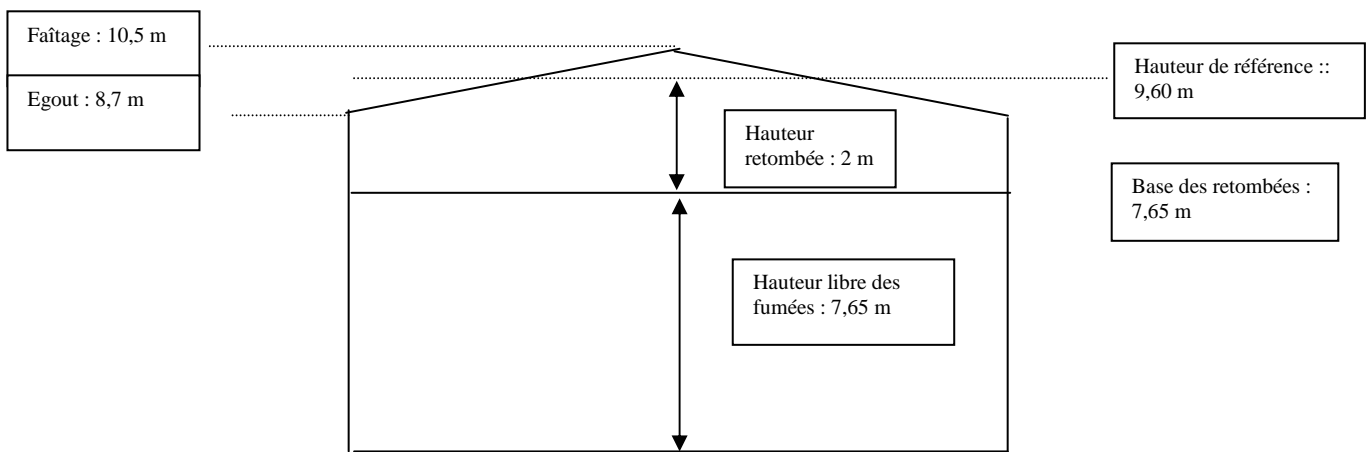 Faîtage : 10,5 m
Egout : 8,7 m
Hauteur de référence ::
9,60 m
Hauteur
retombée : 2 m
Base des retombées :
7,65 m
Hauteur libre des
fumées : 7,65 m